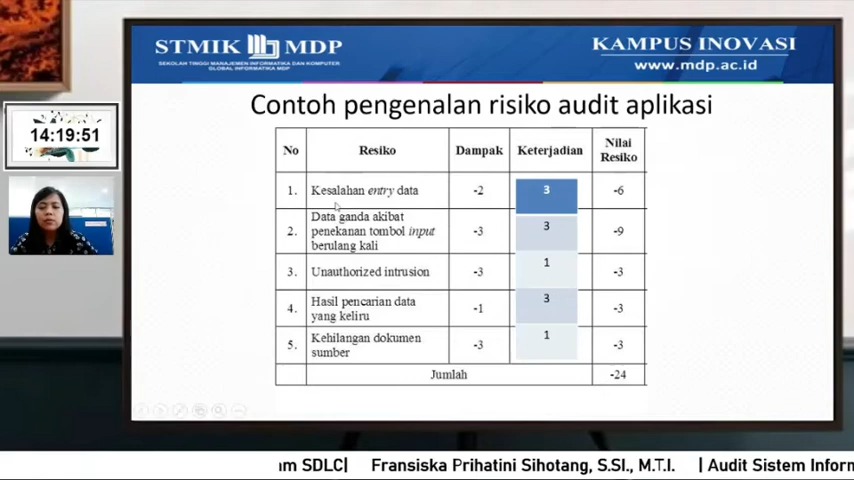 STMIK MDP
SEKOLAH TINGGI MANAJEMEN INFORMATIKA DAN KOMPUTER
GLOBAL INFORMATIKA MDP
KAMPUS INOVASI
www.mdp.ac.id
14:19:51
Contoh pengenalan risiko audit aplikasi
No Resiko Dampak Keterjadian Nilai Resiko
1. Kesalahan entry data -2 3 -6
2. Data ganda akibat penekanan tombol input berulang kali -3 3 -9
3. Unauthorized intrusion -3 1 -3
4. Hasil pencarian data yang keliru -1 3 -3
5. Kehilangan dokumen sumber -3 1 -3
Jumlah -24
SDLC| Fransiska Prihatini Sihotang, S.SI., M.T.I. | Audit Sistem